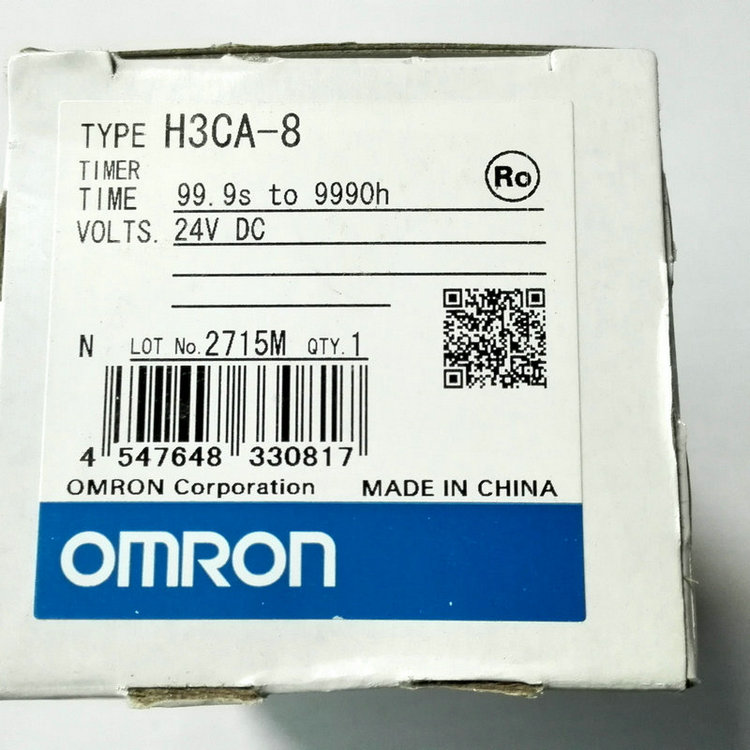 TYPE H3CA-8
TIMER
Ro
TIME 99.9s to 9990h
VOLTS. 24V DC
N LOT No. 2715M QTY. 1
4 547648 330817
OMRON Corporation MADE IN CHINA
OMRON